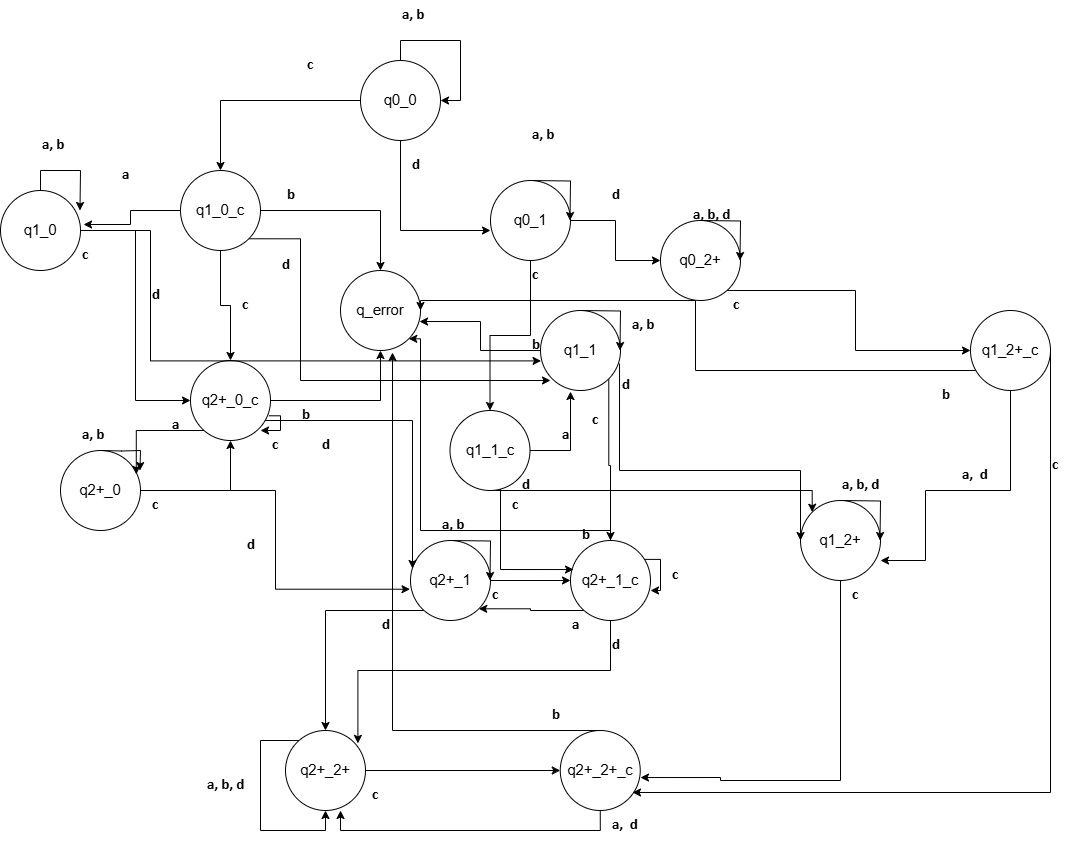 a, b
c
q0_0
a, b
a, b
a
d
b
d
q1_0_c
q0_1
a, b, d
q1_0
q0_2+
c
d
c
d
c
q_error
c
a, b
b
q1_1
q1_2+_c
d
b
q2+_0_c
b
c
a
a, b
c
d
a
q1_1_c
c
a, d
q2+_0
c
d
c
a, b, d
a, b
b
q1_2+
d
q2+_1
c
q2+_1_c
c
c
d
a
d
b
q2+_2+
q2+_2+_c
a, b, d
c
a, d